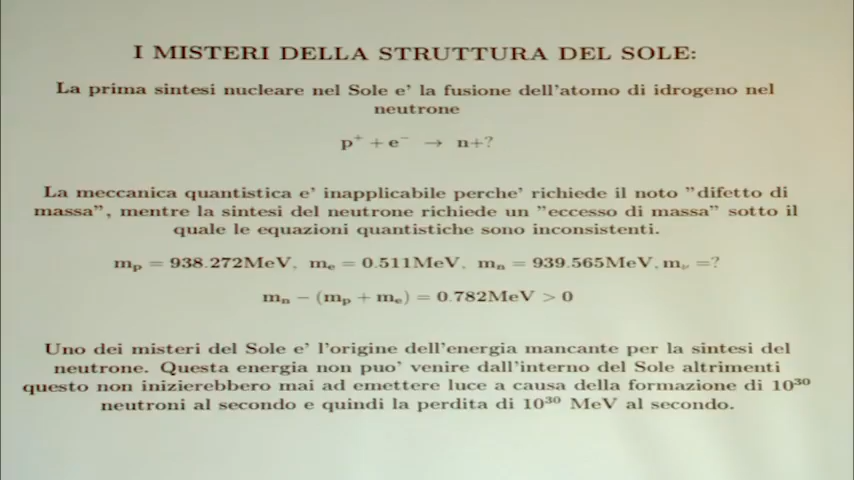 I MISTERI DELLA STRUTTURA DEL SOLE:
La prima sintesi nucleare nel Sole e' la fusione dell'atomo di idrogeno nel
neutrone
p⁺ + e⁻ → n+?
La meccanica quantistica e' inapplicabile perche' richiede il noto "difetto di
massa", mentre la sintesi del neutrone richiede un "eccesso di massa" sotto il
quale le equazioni quantistiche sono inconsistenti.
mₚ = 938.272MeV, mₑ = 0.511MeV, mₙ = 939.565MeV, mᵥ =?
mₙ − (mₚ + mₑ) = 0.782MeV > 0
Uno dei misteri del Sole e' l'origine dell'energia mancante per la sintesi del
neutrone. Questa energia non puo' venire dall'interno del Sole altrimenti
questo non inizierebbero mai ad emettere luce a causa della formazione di 10³⁰
neutroni al secondo e quindi la perdita di 10³⁰ MeV al secondo.